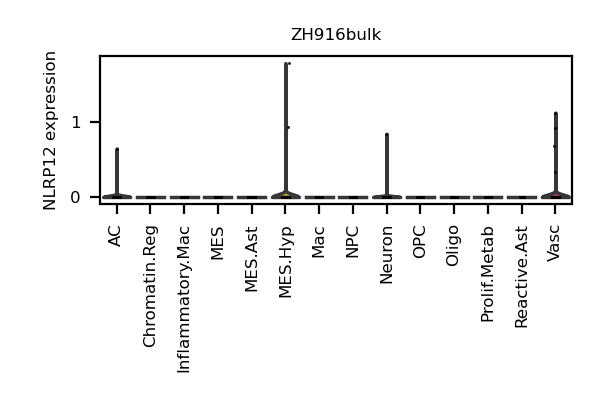 ZH916bulk
NLRP12 expression
1
0
AC
Chromatin.Reg
Inflammatory.Mac
MES
MES.Ast
MES.Hyp
Mac
NPC
Neuron
OPC
Oligo
Prolif.Metab
Reactive.Ast
Vasc